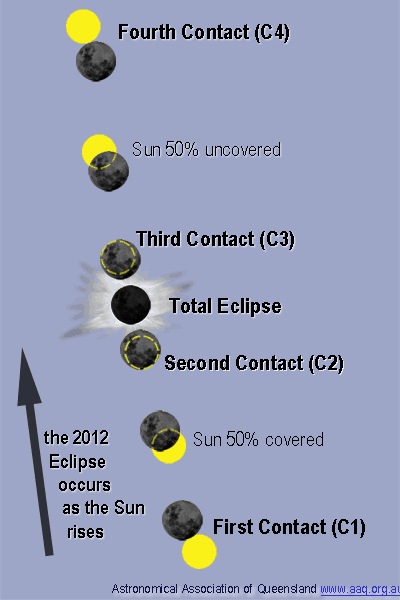 Fourth Contact (C4)
Sun 50% uncovered
Third Contact (C3)
Total Eclipse
Second Contact (C2)
Sun 50% covered
the 2012
Eclipse
occurs
as the Sun
rises
First Contact (C1)
Astronomical Association of Queensland www.aaq.org.au